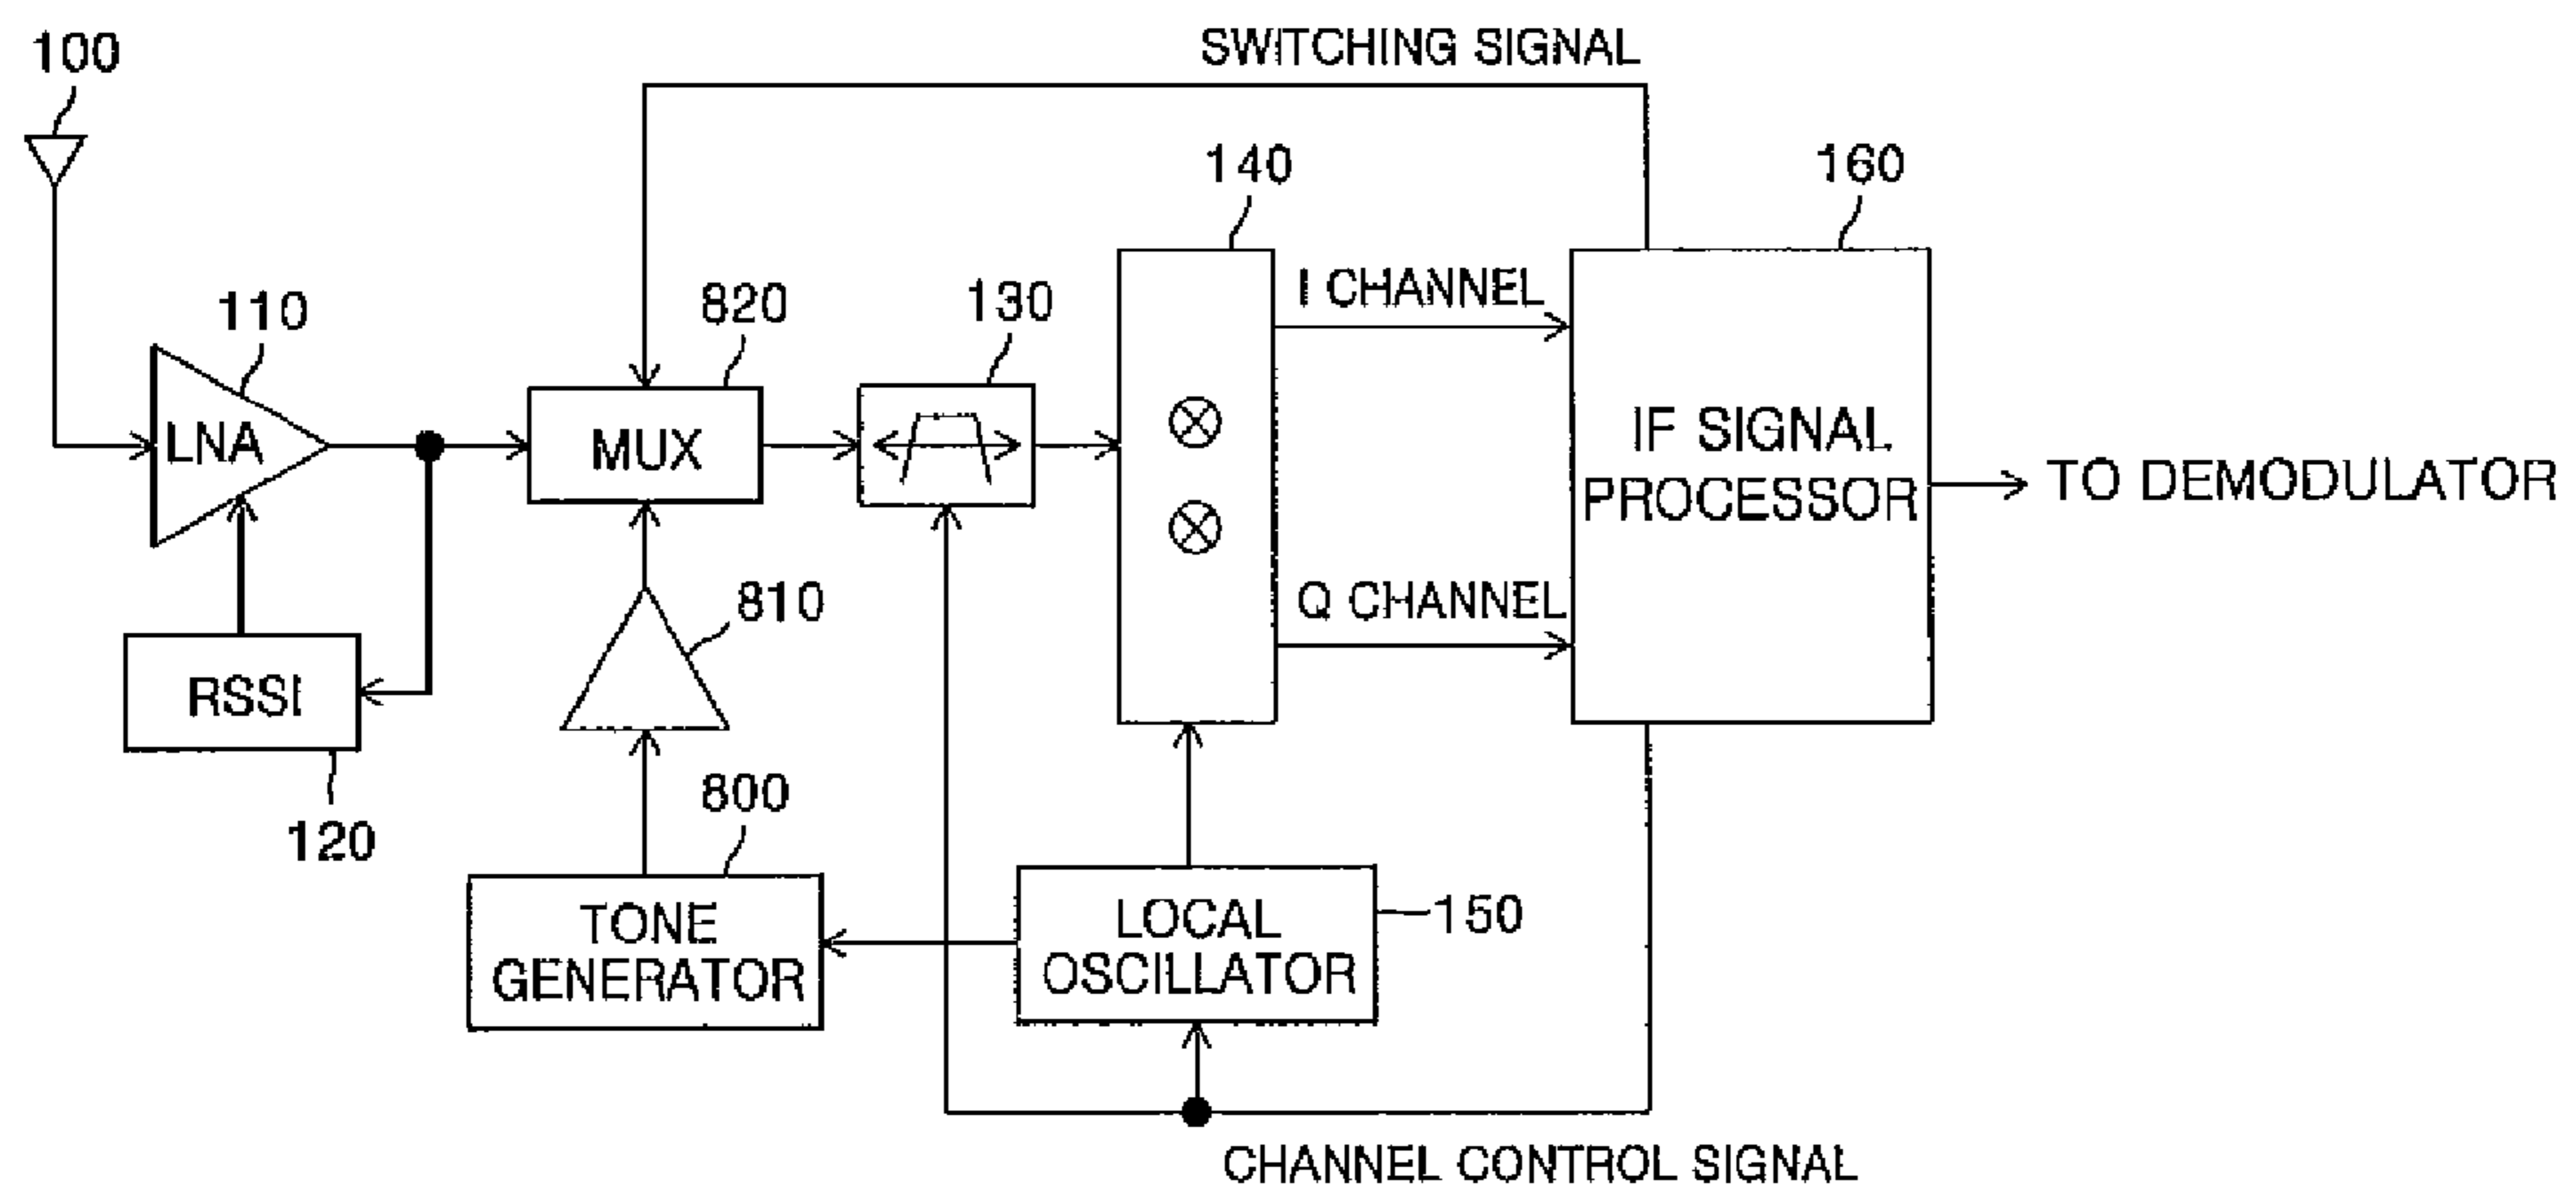 SWITCHING SIGNAL
100
140
160
110
820
130
I CHANNEL
LNA
MUX
IF SIGNAL
PROCESSOR
TO DEMODULATOR
Q CHANNEL
810
RSSI
120
800
TONE
GENERATOR
LOCAL
OSCILLATOR
150
CHANNEL CONTROL SIGNAL